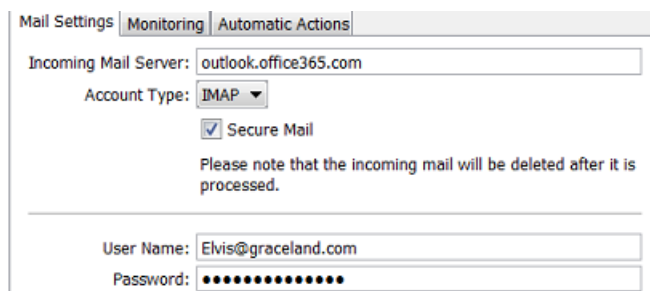 Mail Settings Monitoring Automatic Actions
Incoming Mail Server: outlook.office365.com
Account Type: IMAP
Secure Mail
Please note that the incoming mail will be deleted after it is
processed.
User Name: Elvis@graceland.com
Password: ●●●●●●●●●●●●●●